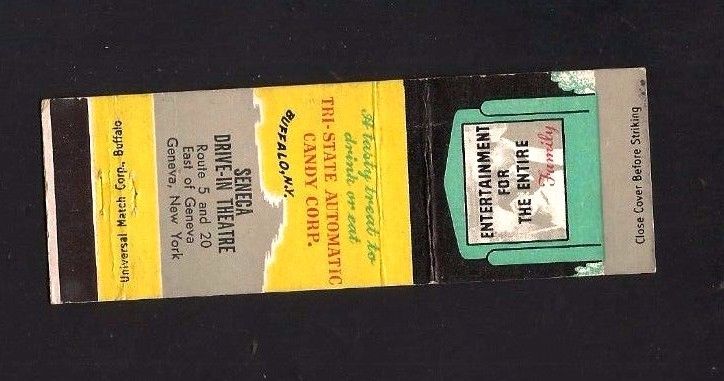 A tasty treat to
drink or eat
TRI-STATE AUTOMATIC
CANDY CORP.
BUFFALO, N.Y.
SENECA
DRIVE-IN THEATRE
Route 5 and 20
East of Geneva
Geneva, New York
Universal Match Corp., Buffalo
ENTERTAINMENT
FOR
THE ENTIRE
Family
Close Cover Before Striking